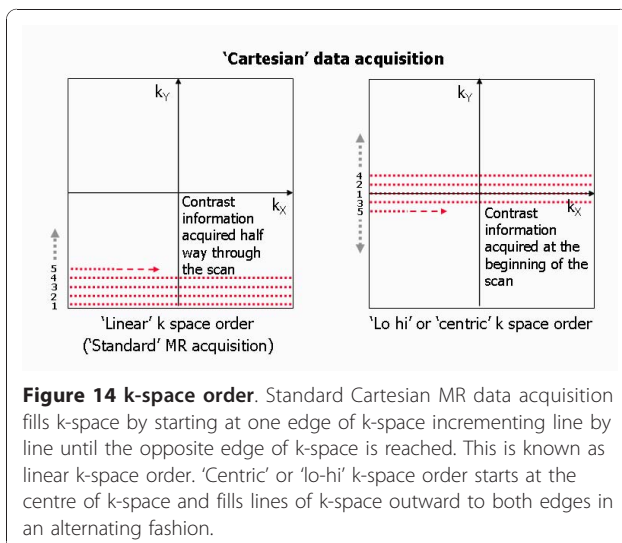 ‘Cartesian’ data acquisition
kY
kX
Contrast
information
acquired half
way through
the scan
5
4
3
2
1
‘Linear’ k space order
(‘Standard’ MR acquisition)
kY
4
2
1
3
5
kX
Contrast
information
acquired at the
beginning of the
scan
‘Lo hi’ or ‘centric’ k space order
Figure 14 k-space order. Standard Cartesian MR data acquisition
fills k-space by starting at one edge of k-space incrementing line by
line until the opposite edge of k-space is reached. This is known as
linear k-space order. ‘Centric’ or ‘lo-hi’ k-space order starts at the
centre of k-space and fills lines of k-space outward to both edges in
an alternating fashion.